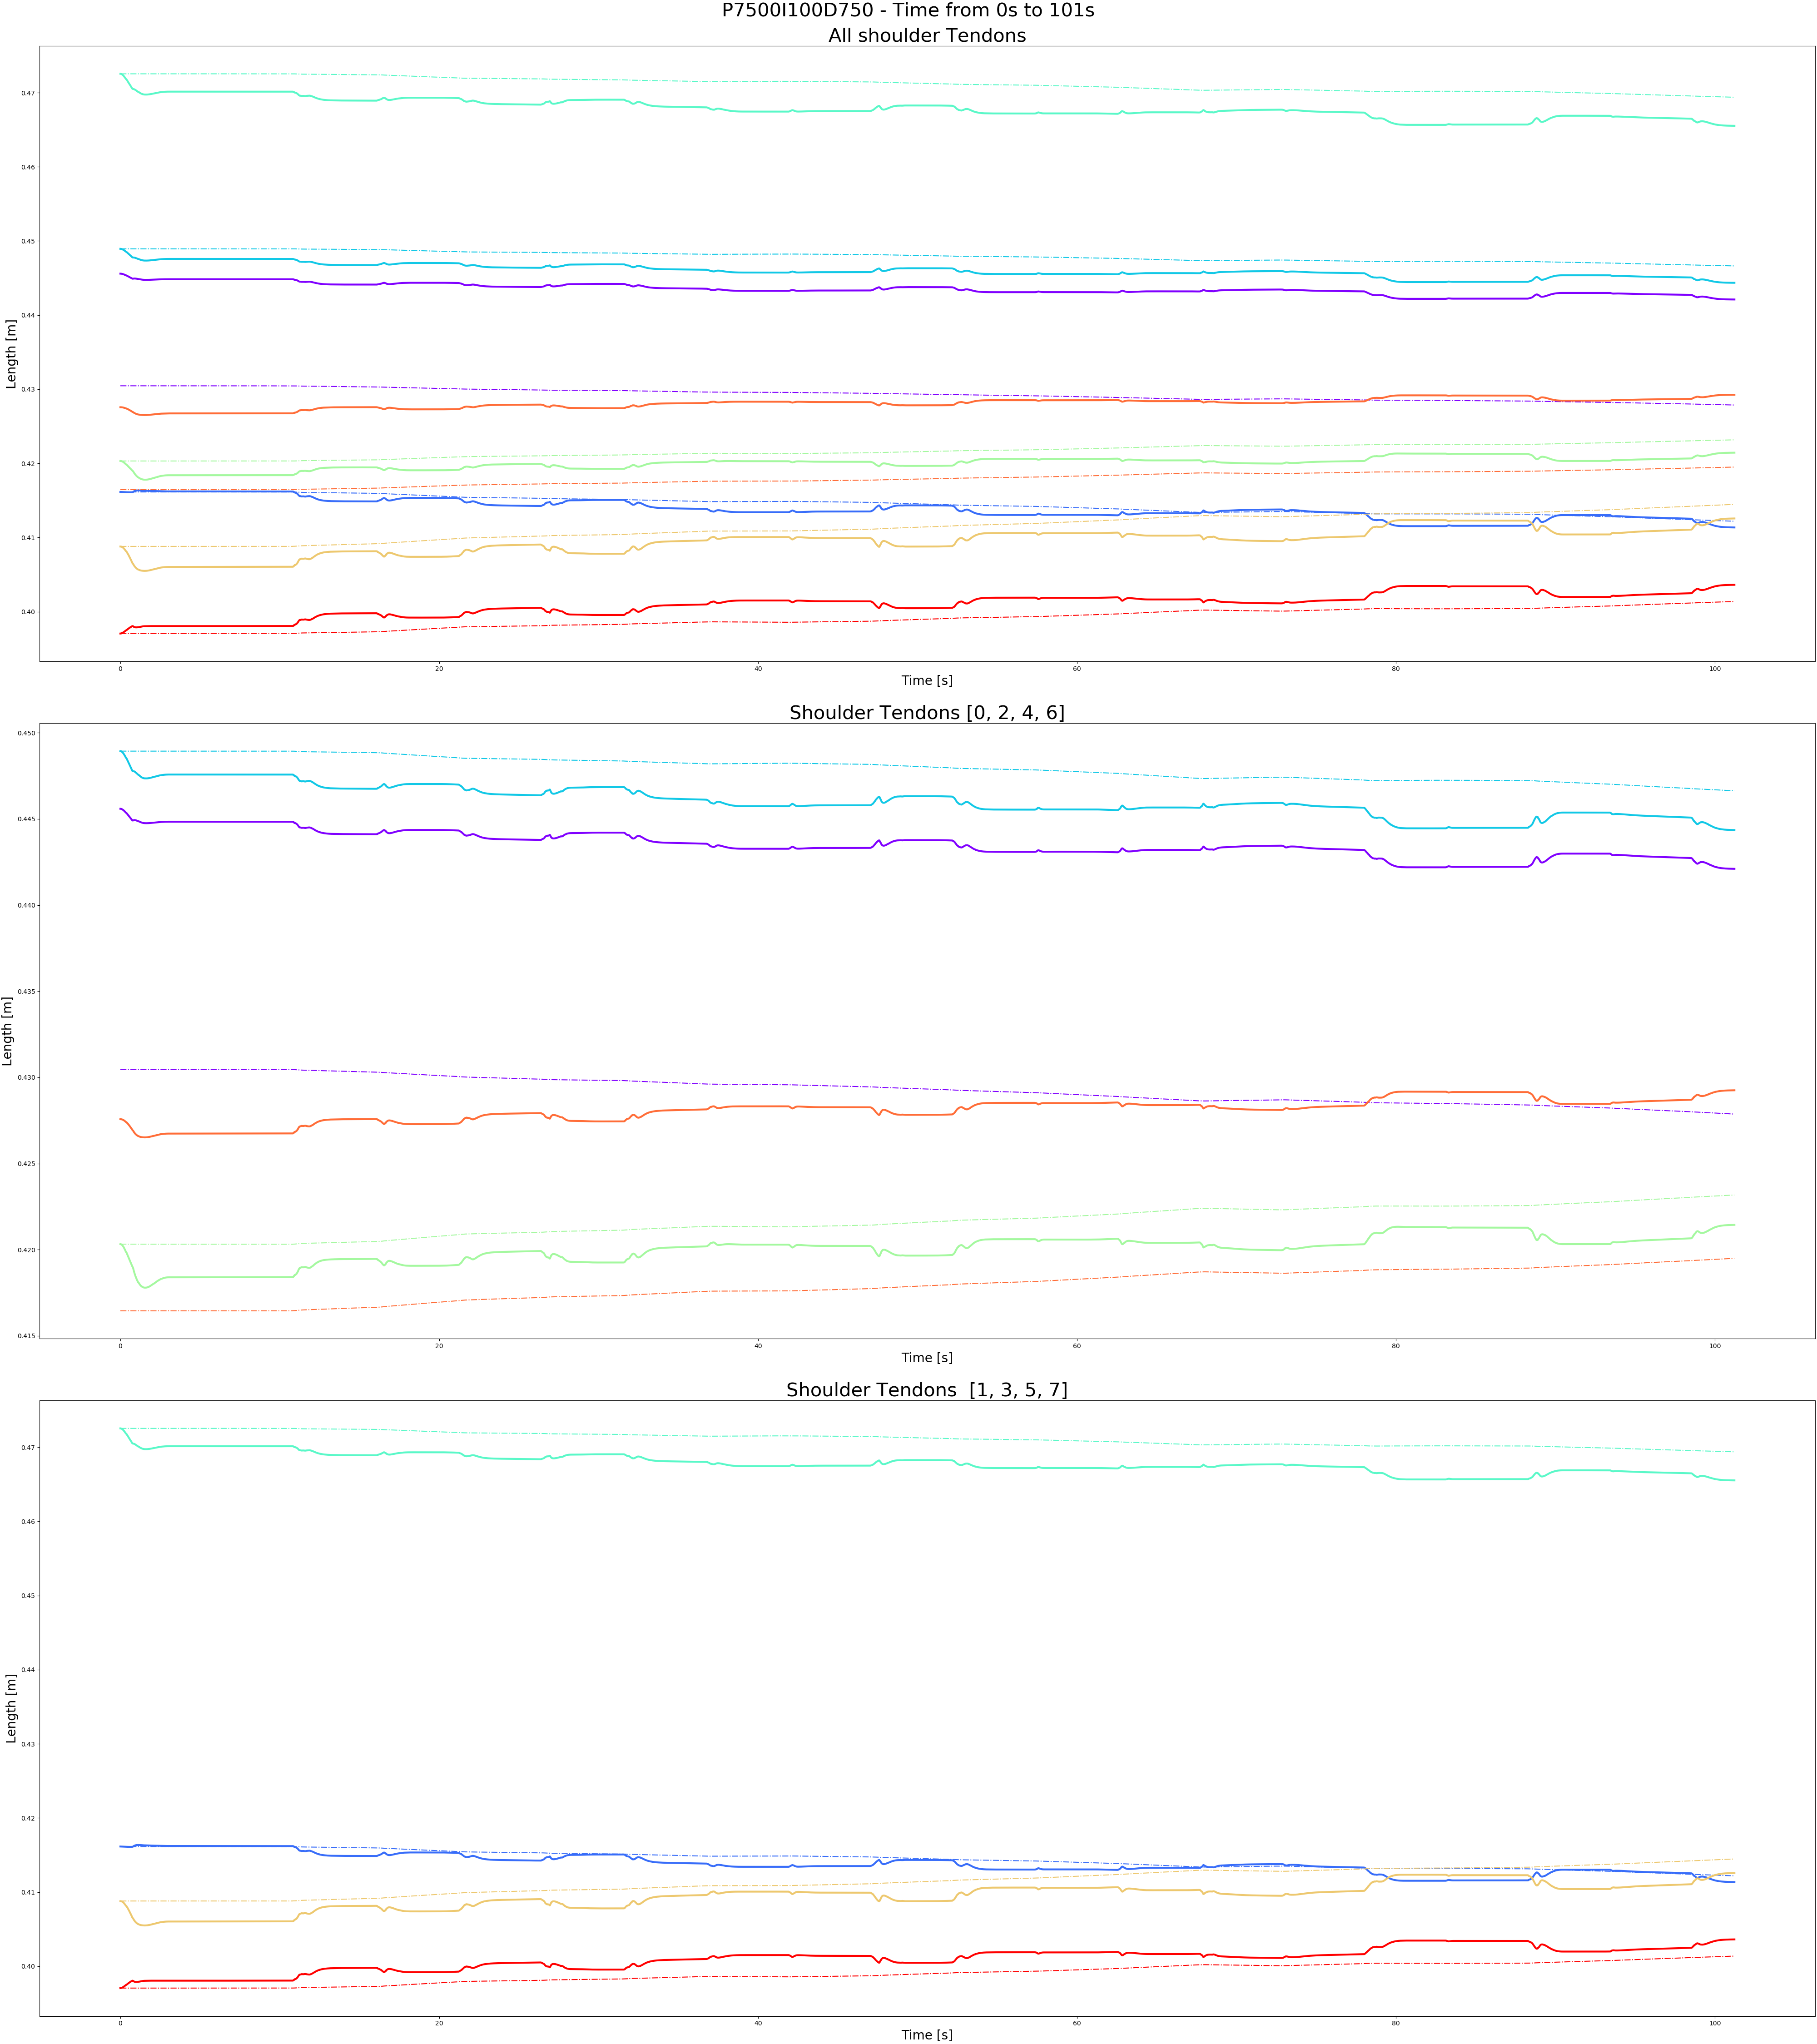 P7500I100D750 - Time from 0s to 101s
All shoulder Tendons
0.47
0.46
0.45
0.44
0.43
0.42
0.41
0.40
Length [m]
0 20 40 60 80 100
Time [s]
Shoulder Tendons [0, 2, 4, 6]
0.450
0.445
0.440
0.435
0.430
0.425
0.420
0.415
Length [m]
0 20 40 60 80 100
Time [s]
Shoulder Tendons [1, 3, 5, 7]
0.47
0.46
0.45
0.44
0.43
0.42
0.41
0.40
Length [m]
0 20 40 60 80 100
Time [s]